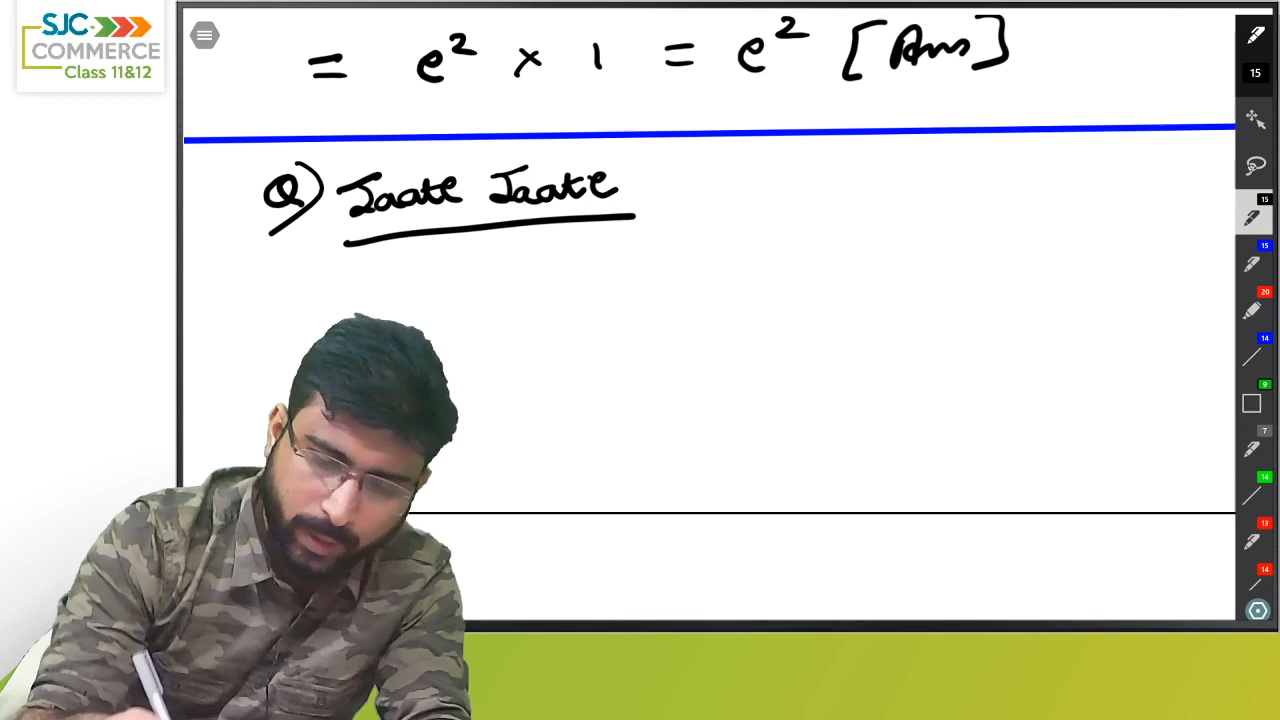 SJC
COMMERCE
Class 11&12
= e² × 1 = e² [Ans]
Q) Jaate Jaate
15
15
15
20
14
9
7
14
13
14